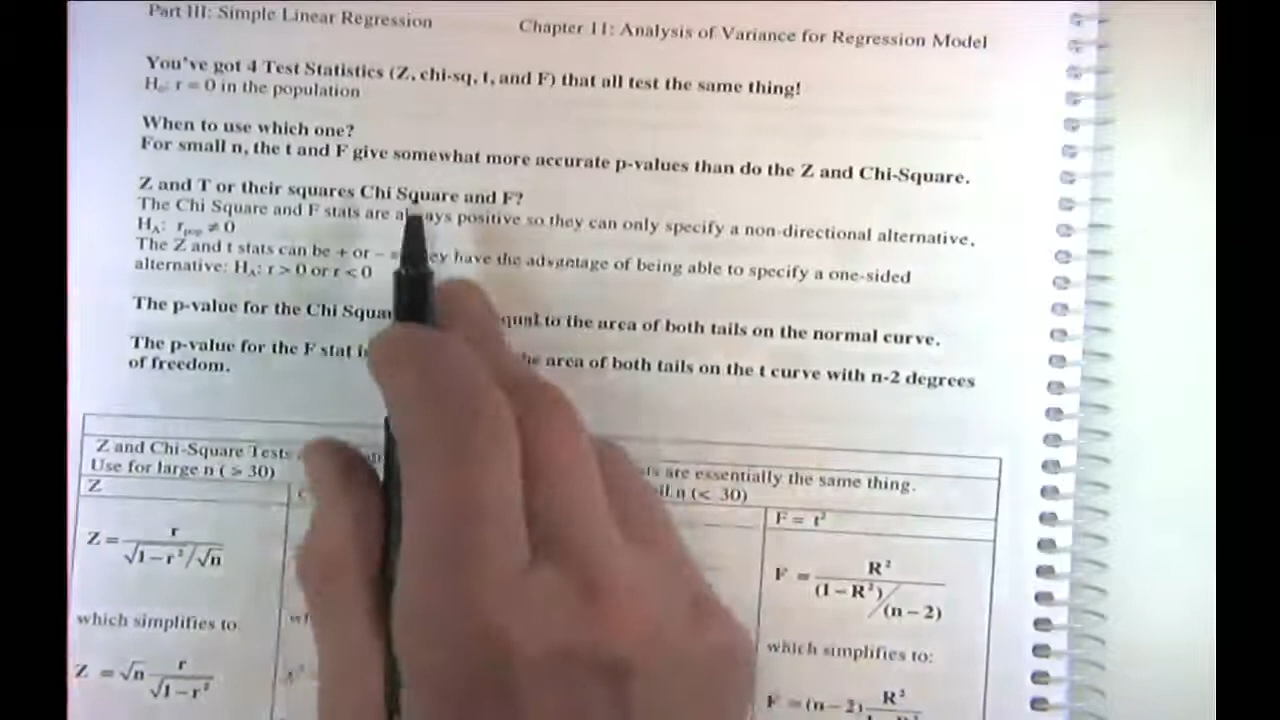 Part III: Simple Linear Regression
Chapter 11: Analysis of Variance for Regression Model
You've got 4 Test Statistics (Z, chi-sq, t, and F) that all test the same thing!
H₀: r = 0 in the population
When to use which one?
For small n, the t and F give somewhat more accurate p-values than do the Z and Chi-Square.
Z and T or their squares Chi Square and F?
The Chi Square and F stats are always positive so they can only specify a non-directional alternative.
H_A: r_pop ≠ 0
The Z and t stats can be + or – they have the advantage of being able to specify a one-sided
alternative: H_A: r > 0 or r < 0
The p-value for the Chi Squar equal to the area of both tails on the normal curve.
The p-value for the F stat i the area of both tails on the t curve with n-2 degrees
of freedom.
Z and Chi-Square Tests
Use for large n ( ≥ 30)
are essentially the same thing.
n (< 30)
Z
F = t²
Z = r / (√1–r² / √n)
F = R² / ((1 – R²) / (n – 2))
which simplifies to
which simplifies to:
Z = √n r / √1–r²
F = (n – 2) R²